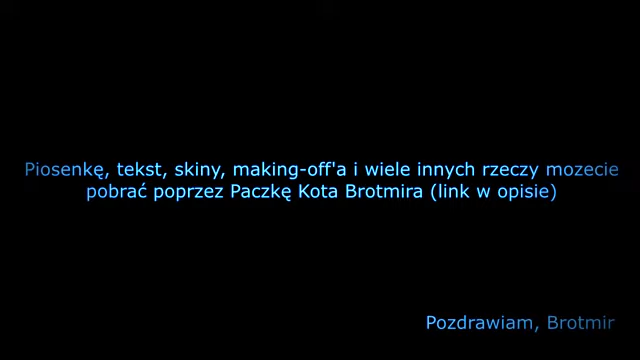 Piosenkę, tekst, skiny, making-off'a i wiele innych rzeczy mozecie
pobrać poprzez Paczkę Kota Brotmira (link w opisie)
Pozdrawiam, Brotmir